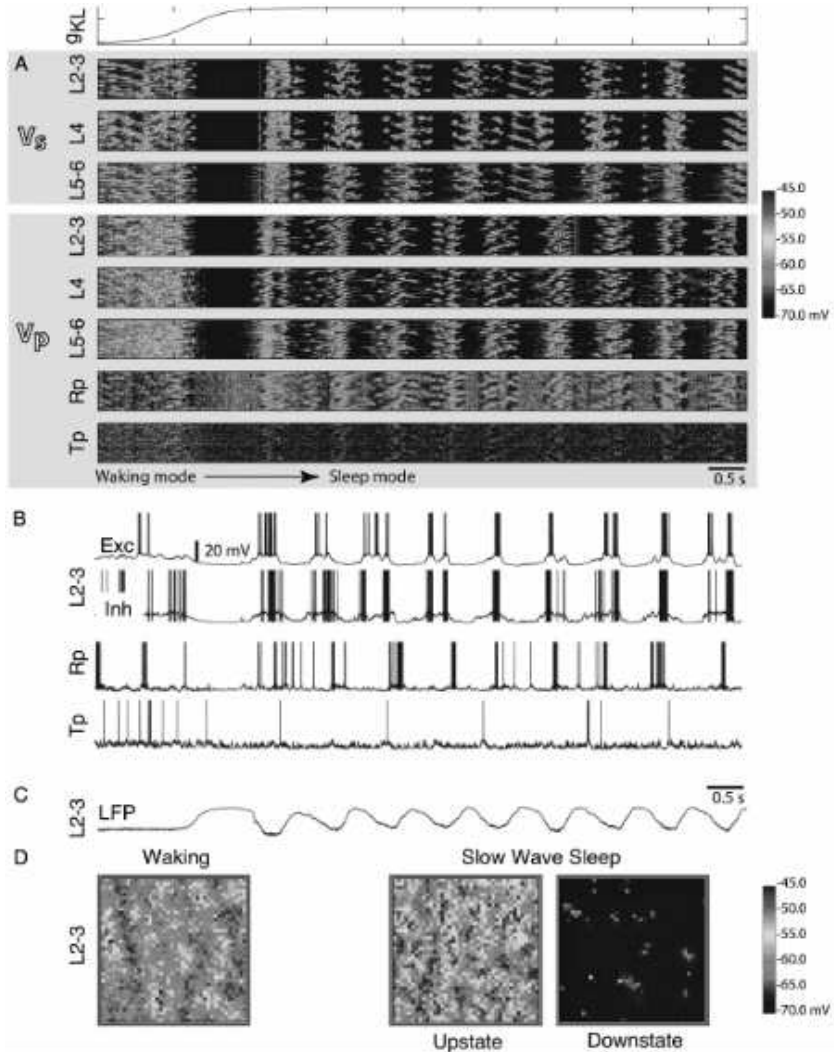 gKL
A
Vs
L2-3
L4
L5-6
Vp
L2-3
L4
L5-6
Rp
Tp
-45.0
-50.0
-55.0
-60.0
-65.0
-70.0 mV
Waking mode Sleep mode
0.5 s
B
Exc
20 mV
L2-3
Inh
Rp
Tp
0.5 s
C
L2-3
LFP
D
Waking Slow Wave Sleep
L2-3
-45.0
-50.0
-55.0
-60.0
-65.0
-70.0 mV
Upstate Downstate